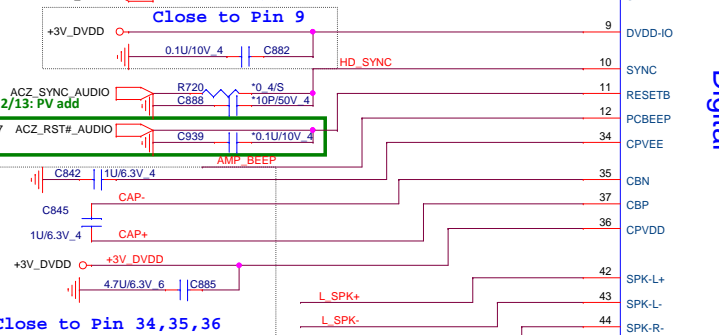 Close to Pin 9
+3V_DVDD
9
DVDD-IO
0.1U/10V_4
C882
HD_SYNC
10
SYNC
ACZ_SYNC_AUDIO
R720
*0_4/S
11
RESETB
2/13: PV add
C888
*10P/50V_4
12
PCBEEP
ACZ_RST#_AUDIO
C939
*0.1U/10V_4
34
CPVEE
AMP_BEEP
C842
1U/6.3V_4
35
CBN
CAP-
37
CBP
C845
36
CPVDD
1U/6.3V_4
CAP+
+3V_DVDD
+3V_DVDD
42
SPK-L+
4.7U/6.3V_6
C885
L_SPK+
43
SPK-L-
L_SPK-
44
SPK-R-
Close to Pin 34,35,36
Digital